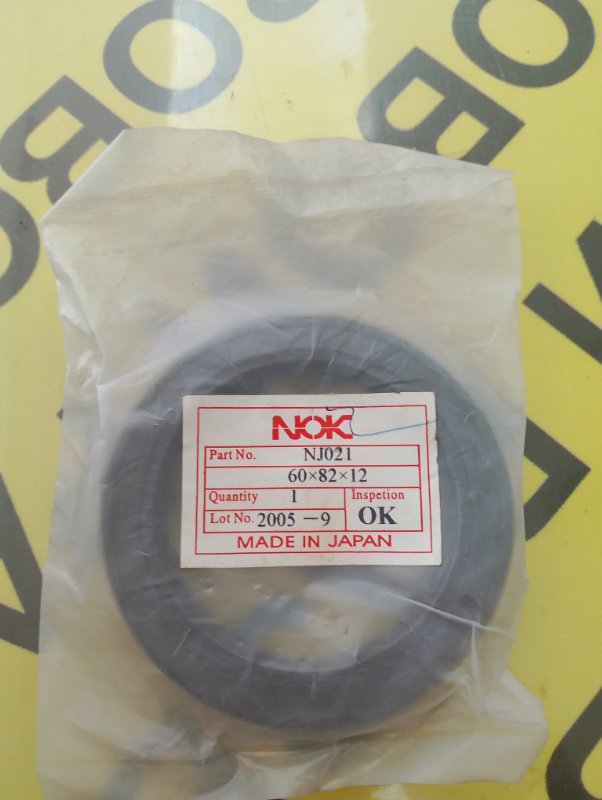 NOK
Part No. NJ021
60×82×12
Quantity 1
Inspetion
Lot No. 2005 – 9 OK
MADE IN JAPAN